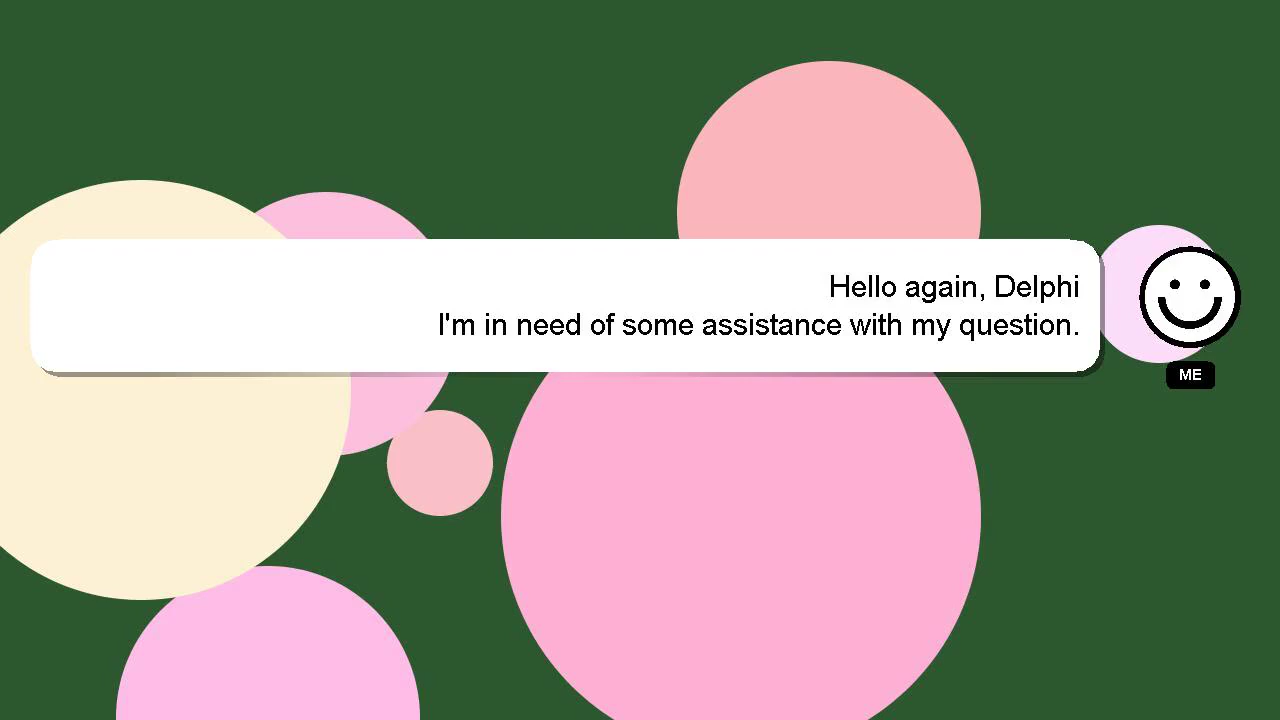 Hello again, Delphi
I'm in need of some assistance with my question.
ME